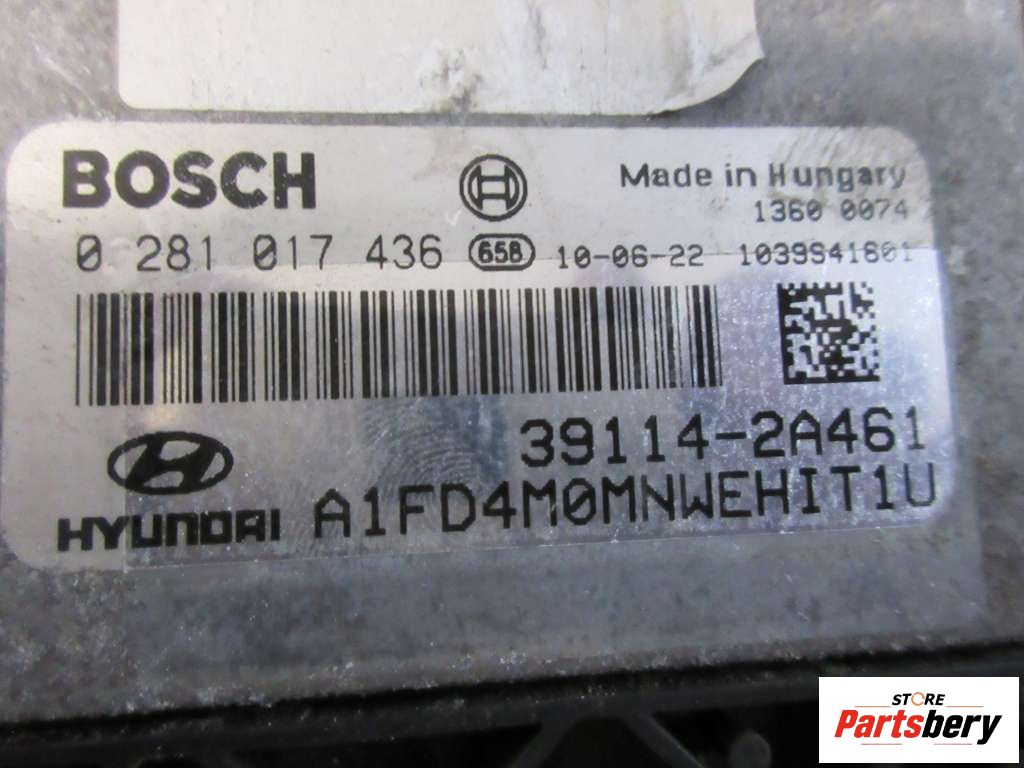 BOSCH
Made in Hungary
1360 0074
0 281 017 436 658 10-06-22 1039S41601
39114-2A461
HYUNDAI A1FD4M0MNWEHIT1U
STORE
Partsbery